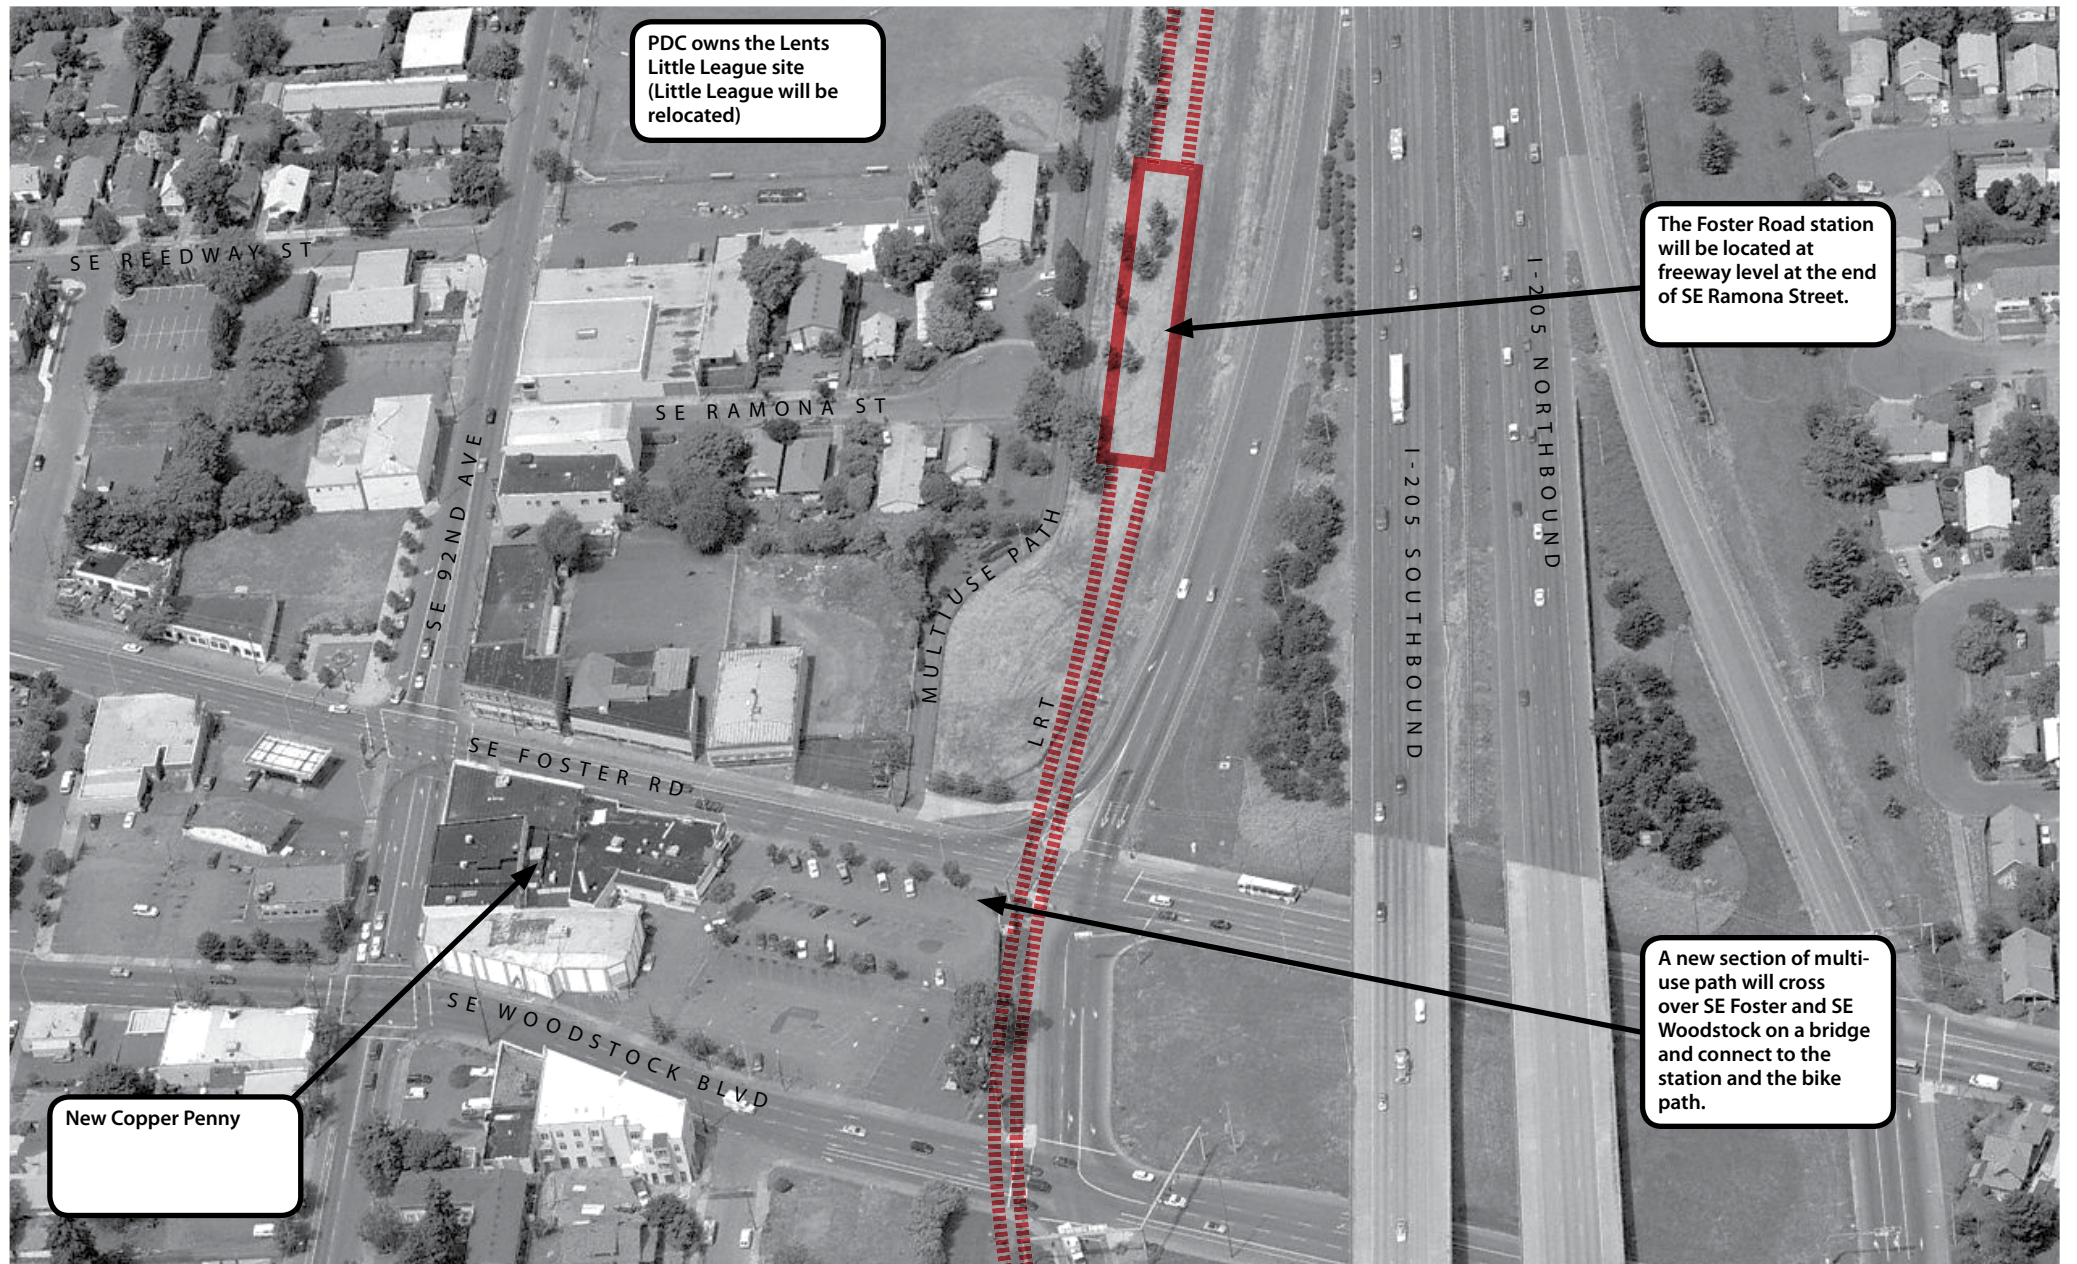 PDC owns the Lents
Little League site
(Little League will be
relocated)
The Foster Road station
will be located at
freeway level at the end
of SE Ramona Street.
SE REEDWAY ST
I-205 NORTHBOUND
SE RAMONA ST
SE 92ND AVE
I-205 SOUTHBOUND
MULTIUSE PATH
LRT
SE FOSTER RD
A new section of multi-
use path will cross
over SE Foster and SE
Woodstock on a bridge
and connect to the
station and the bike
path.
SE WOODSTOCK BLVD
New Copper Penny